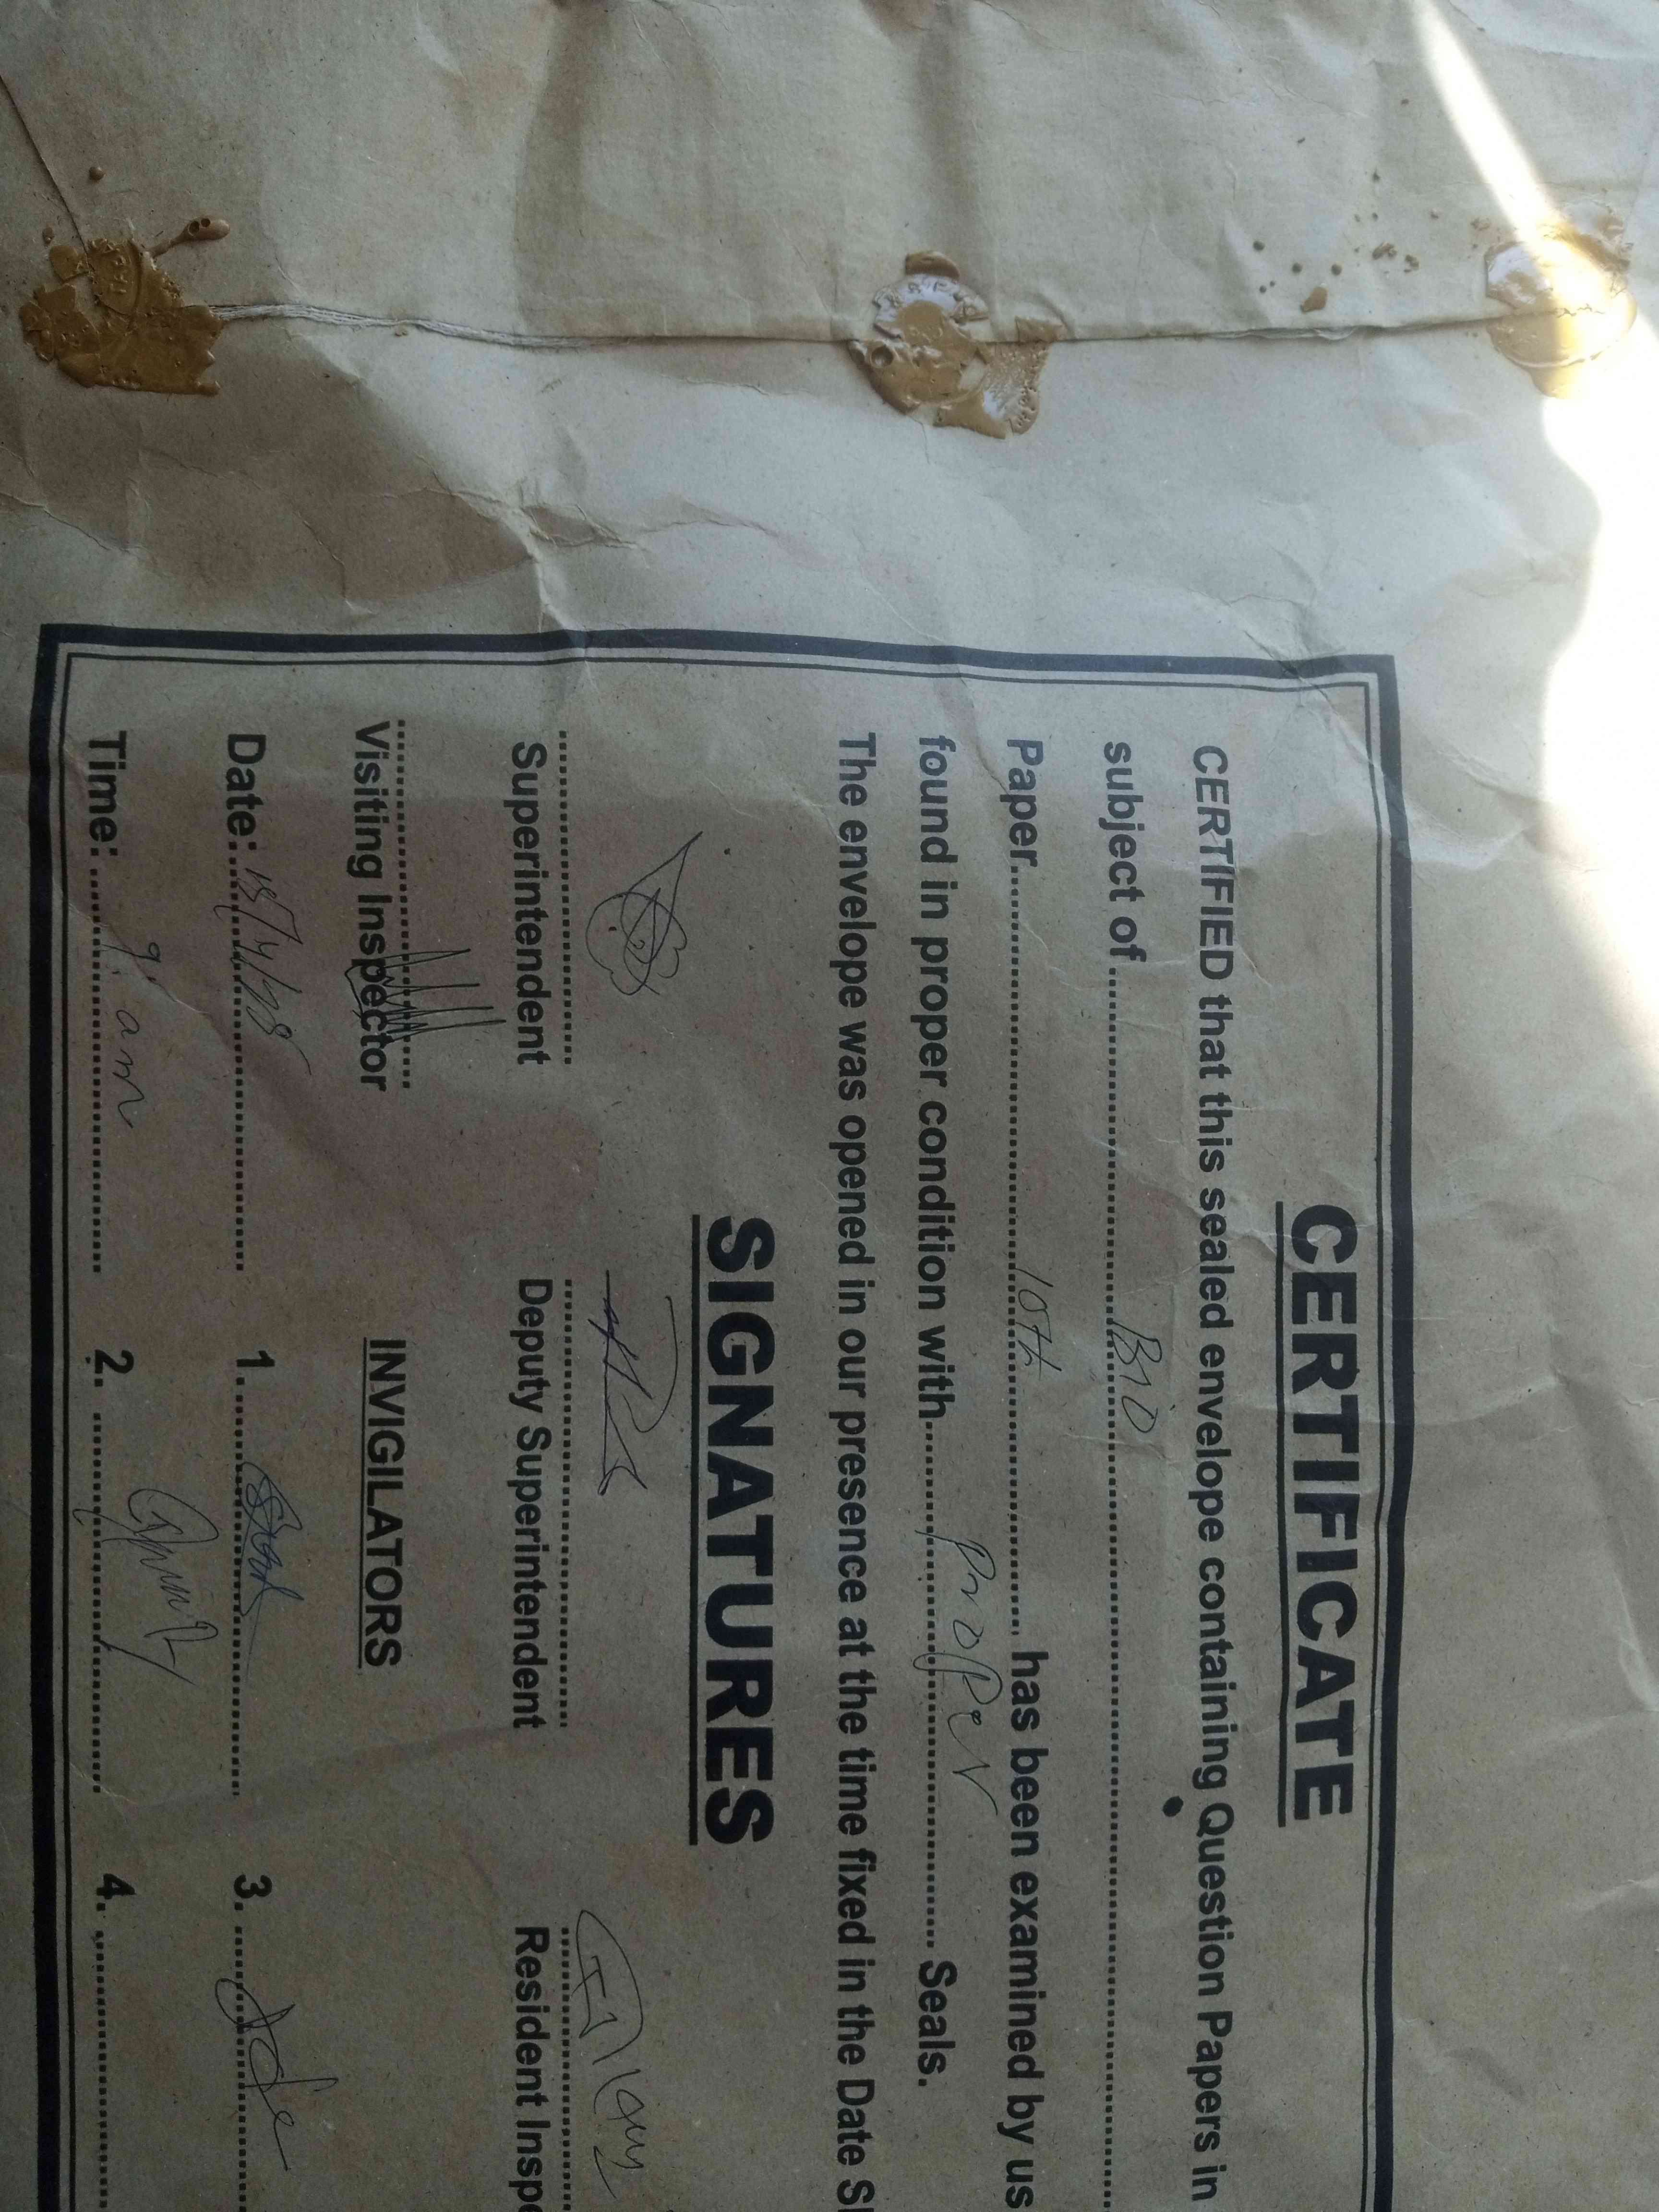 CERTIFICATE
CERTIFIED that this sealed envelope containing Question Papers in
subject of........Bio........
Paper........10th........has been examined by us
found in proper condition with........Proper........Seals.
The envelope was opened in our presence at the time fixed in the Date
SIGNATURES
Superintendent Deputy Superintendent Resident
Visiting Inspector INVIGILATORS
Date: 1. 3.
Time: 9. am 2. 4.